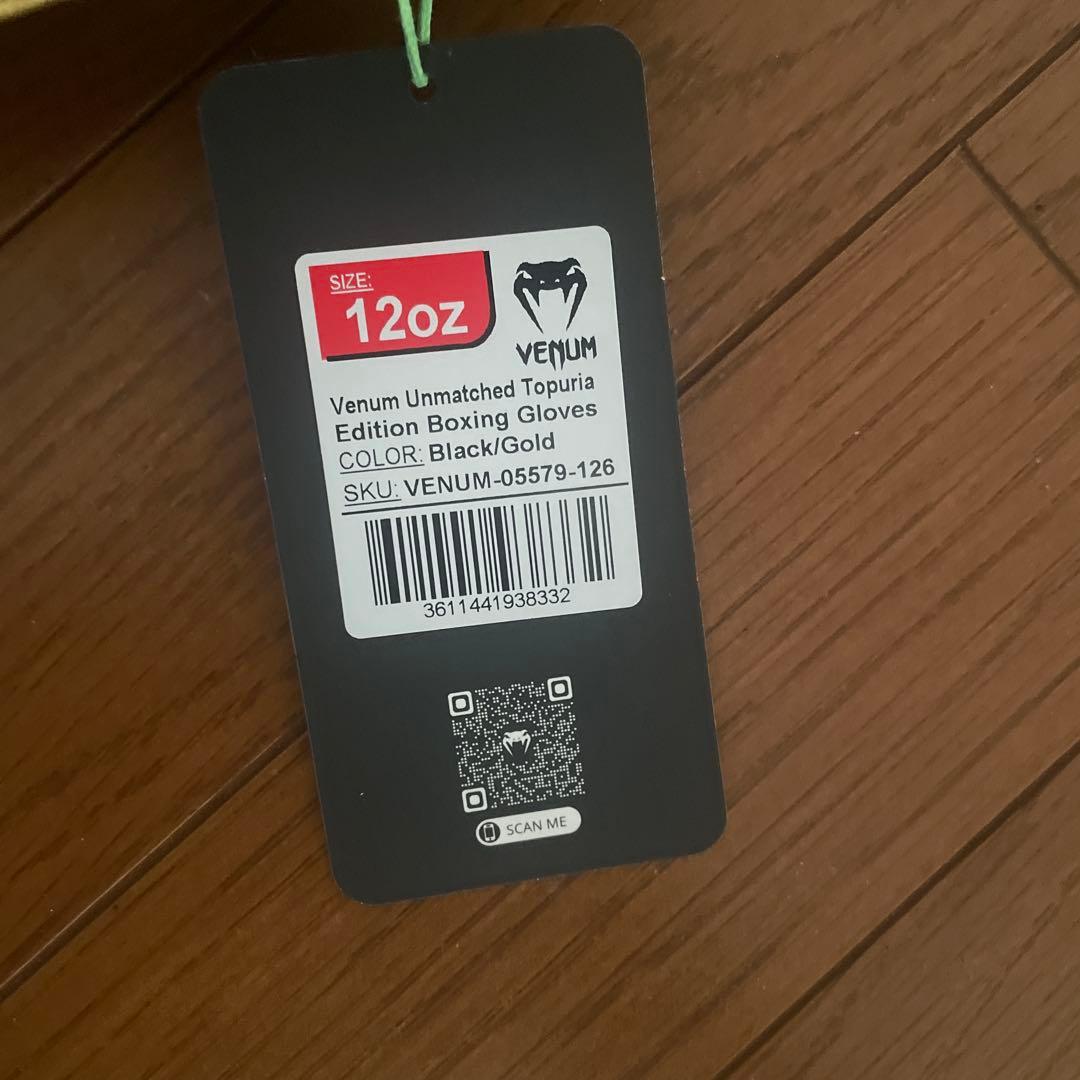 SIZE:
12oz
VENUM
Venum Unmatched Topuria
Edition Boxing Gloves
COLOR: Black/Gold
SKU: VENUM-05579-126
3611441938332
SCAN ME